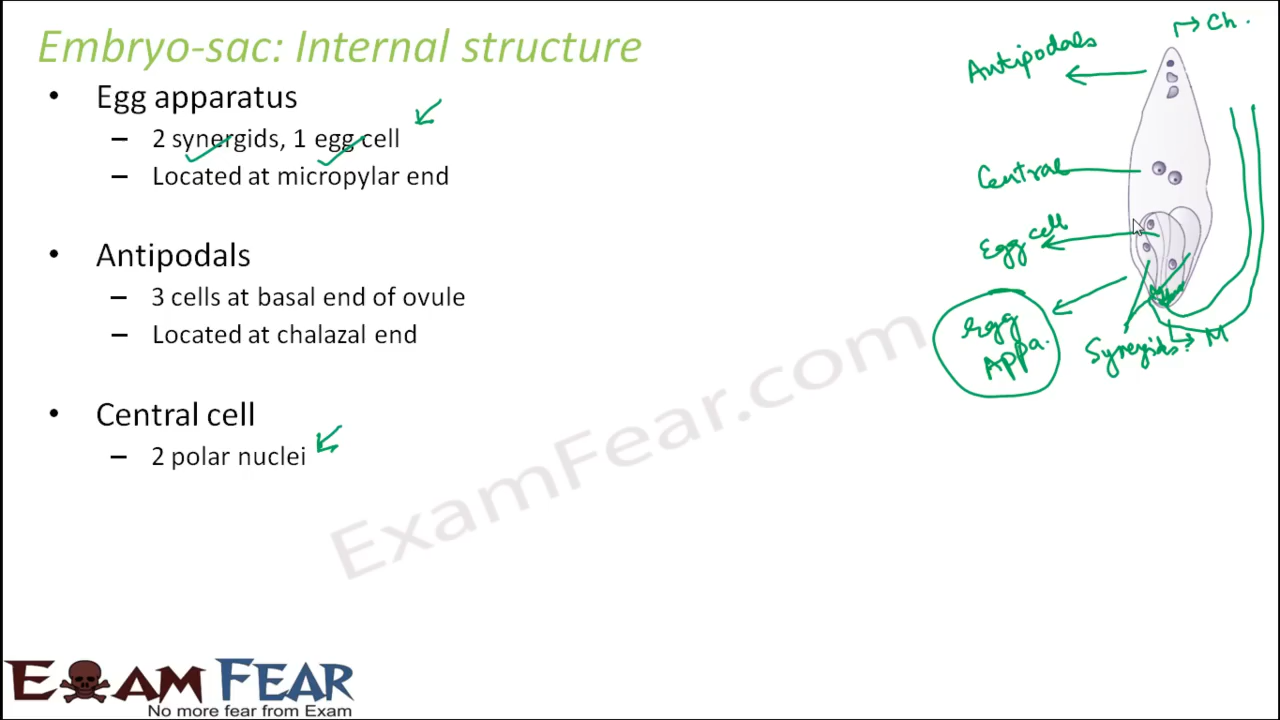 Embryo-sac: Internal structure
• Egg apparatus
– 2 synergids, 1 egg cell
– Located at micropylar end
• Antipodals
– 3 cells at basal end of ovule
– Located at chalazal end
• Central cell
– 2 polar nuclei
Ch.
Antipodals
Central
Egg cell
Egg
Appa.
Synergids
M
ExamFear.com
EXAM FEAR
No more fear from Exam